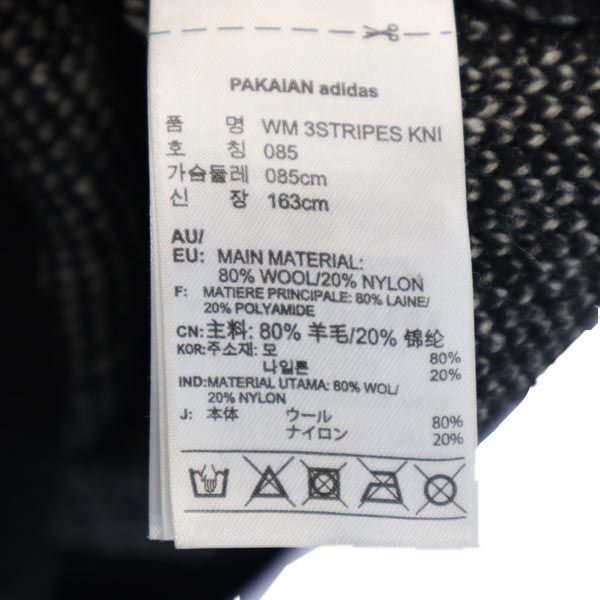 PAKAIAN adidas
품 명 WM 3STRIPES KNI
호 칭 085
가슴둘레 085cm
신 장 163cm
AU/
EU: MAIN MATERIAL:
80% WOOL/20% NYLON
F: MATIERE PRINCIPALE: 80% LAINE/
20% POLYAMIDE
CN: 主料: 80% 羊毛/20% 锦纶
KOR: 주소재: 모 80%
나일론 20%
IND: MATERIAL UTAMA: 80% WOL/
20% NYLON
J: 本体 ウール 80%
ナイロン 20%